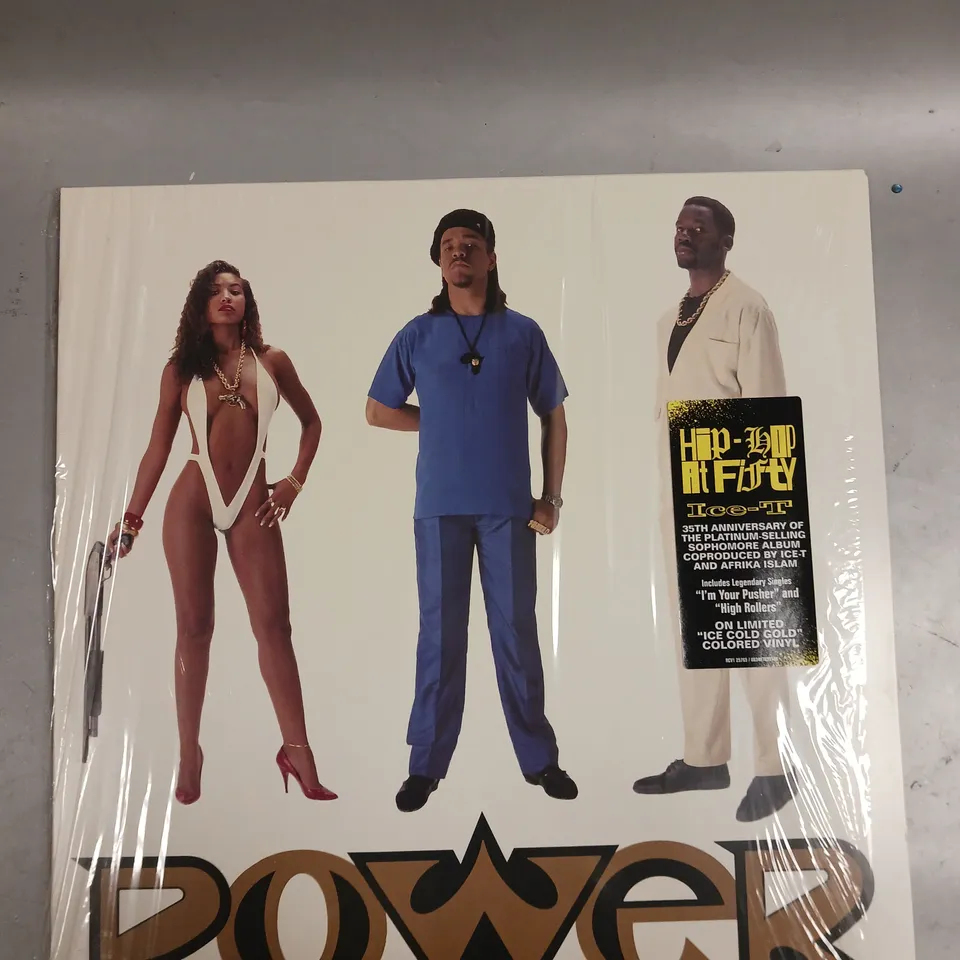 HiP-HOP
At FifTY
Ice-T
35TH ANNIVERSARY OF
THE PLATINUM-SELLING
SOPHOMORE ALBUM
COPRODUCED BY ICE-T
AND AFRIKA ISLAM
Includes Legendary Singles
"I'm Your Pusher" and
"High Rollers"
ON LIMITED
"ICE COLD GOLD"
COLORED VINYL
POWeR